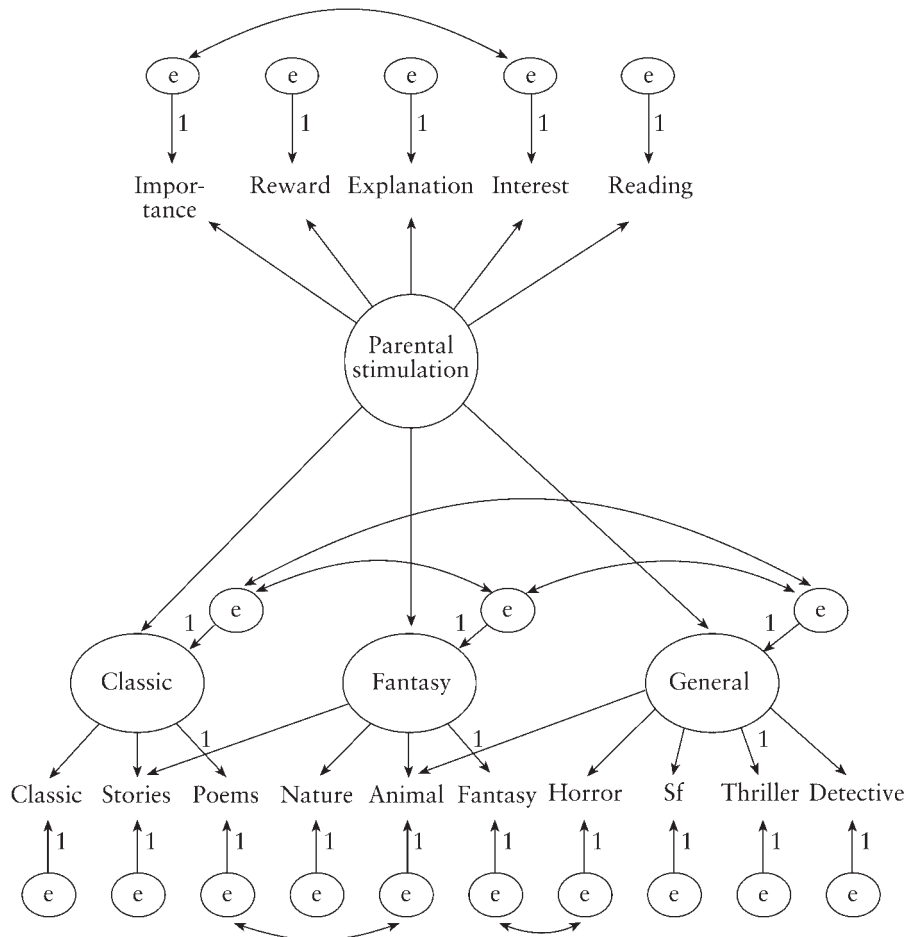 e e e e e
1 1 1 1 1
Impor- Reward Explanation Interest Reading
tance
Parental
stimulation
e e e
1 1 1
Classic Fantasy General
1 1 1
Classic Stories Poems Nature Animal Fantasy Horror Sf Thriller Detective
1 1 1 1 1 1 1 1 1 1
e e e e e e e e e e